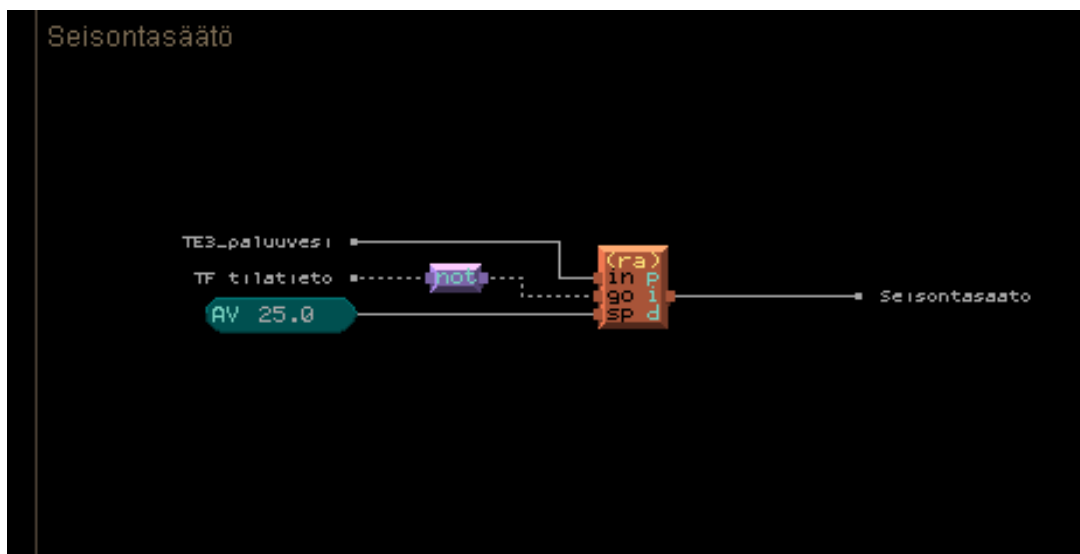 Seisontasäätö
TE3_paluuvesi
(ra)
in p
TF tilatieto
not
go i
Seisontasaato
AV 25.0
sp d